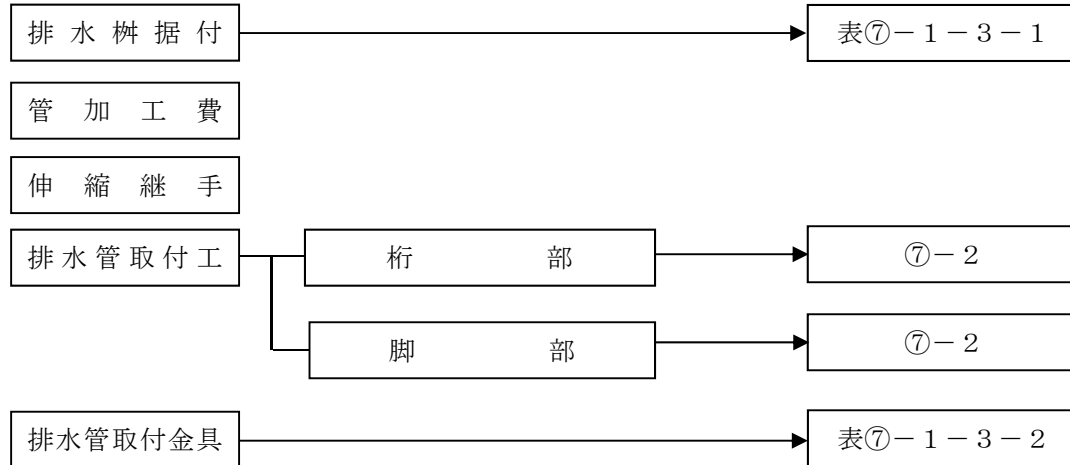 排水桝据付 表⑦－１－３－１
管加工費
伸縮継手
排水管取付工 桁部 ⑦－２
脚部 ⑦－２
排水管取付金具 表⑦－１－３－２